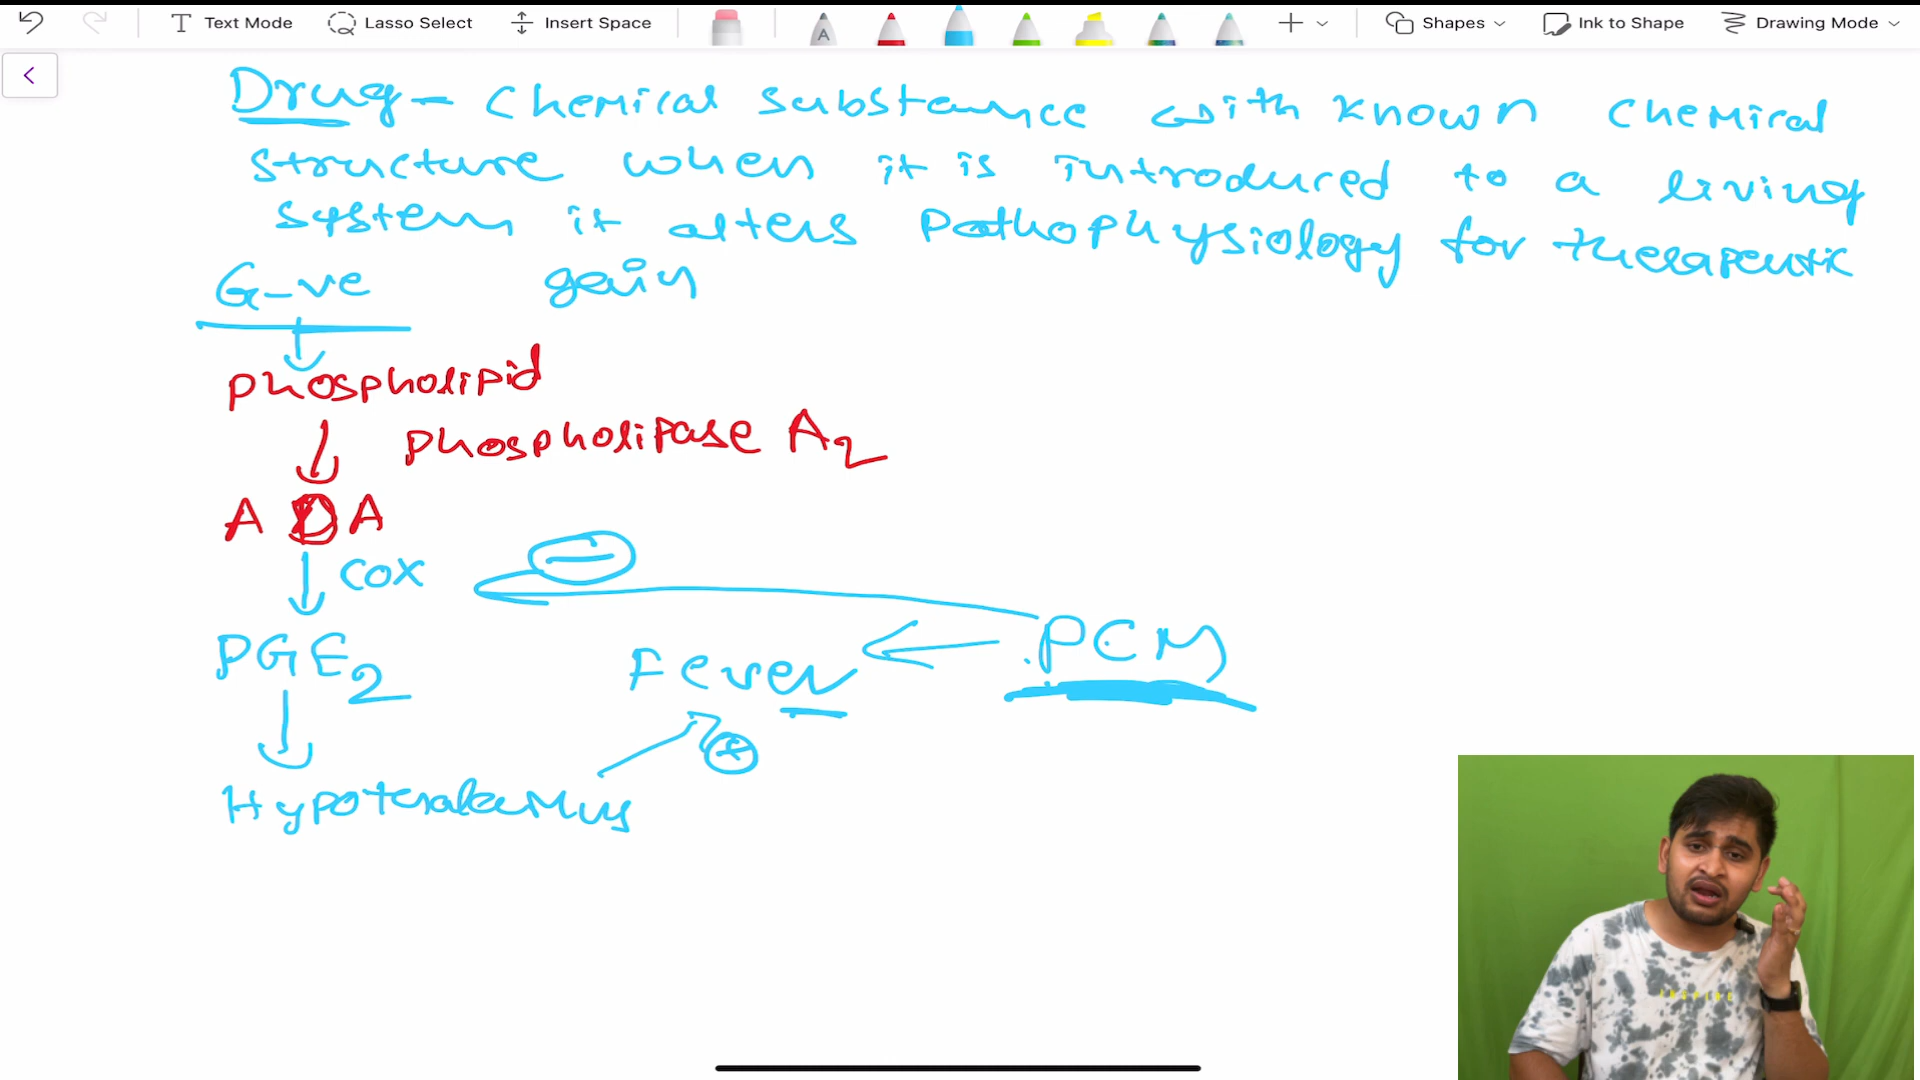 Text Mode Lasso Select Insert Space Shapes Ink to Shape Drawing Mode
Drug - Chemical substance with known chemical
structure when it is introduced to a living
system it alters Pathophysiology for therapeutic
gain
G-ve
Phospholipid
Phospholipase A2
A A
COX
PGE2
Fever
PCM
Hypotehalamus
INSPIRE